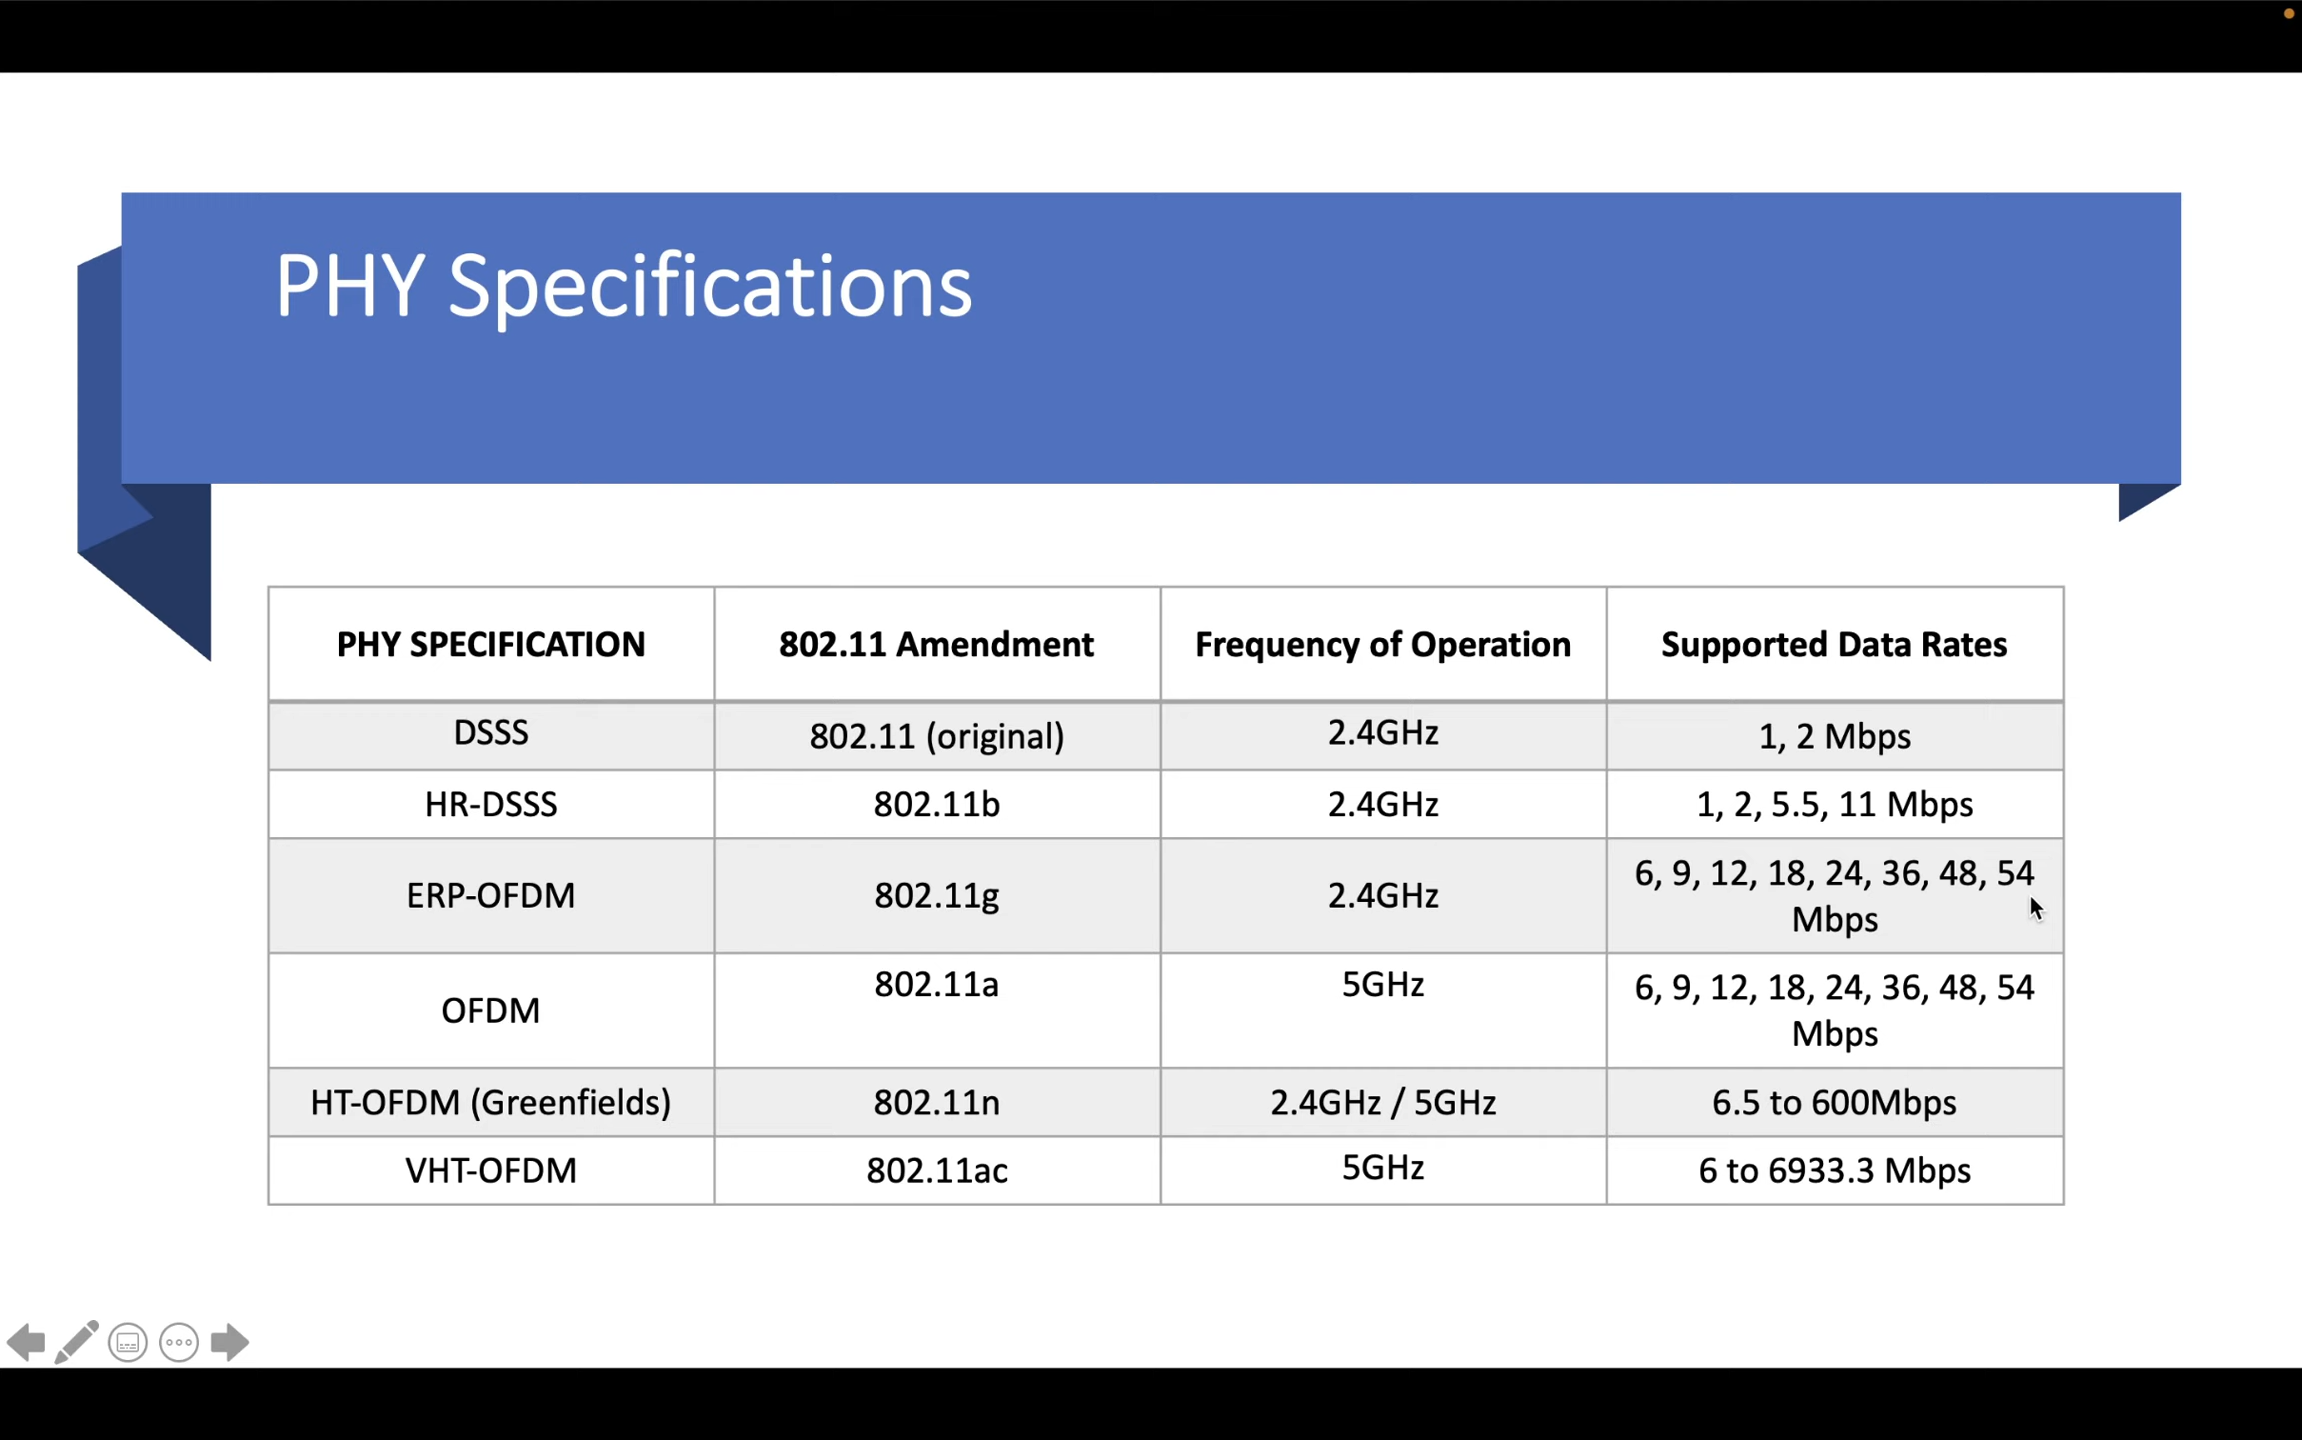 PHY Specifications
PHY SPECIFICATION 802.11 Amendment Frequency of Operation Supported Data Rates
DSSS 802.11 (original) 2.4GHz 1, 2 Mbps
HR-DSSS 802.11b 2.4GHz 1, 2, 5.5, 11 Mbps
ERP-OFDM 802.11g 2.4GHz 6, 9, 12, 18, 24, 36, 48, 54
Mbps
OFDM 802.11a 5GHz 6, 9, 12, 18, 24, 36, 48, 54
Mbps
HT-OFDM (Greenfields) 802.11n 2.4GHz / 5GHz 6.5 to 600Mbps
VHT-OFDM 802.11ac 5GHz 6 to 6933.3 Mbps